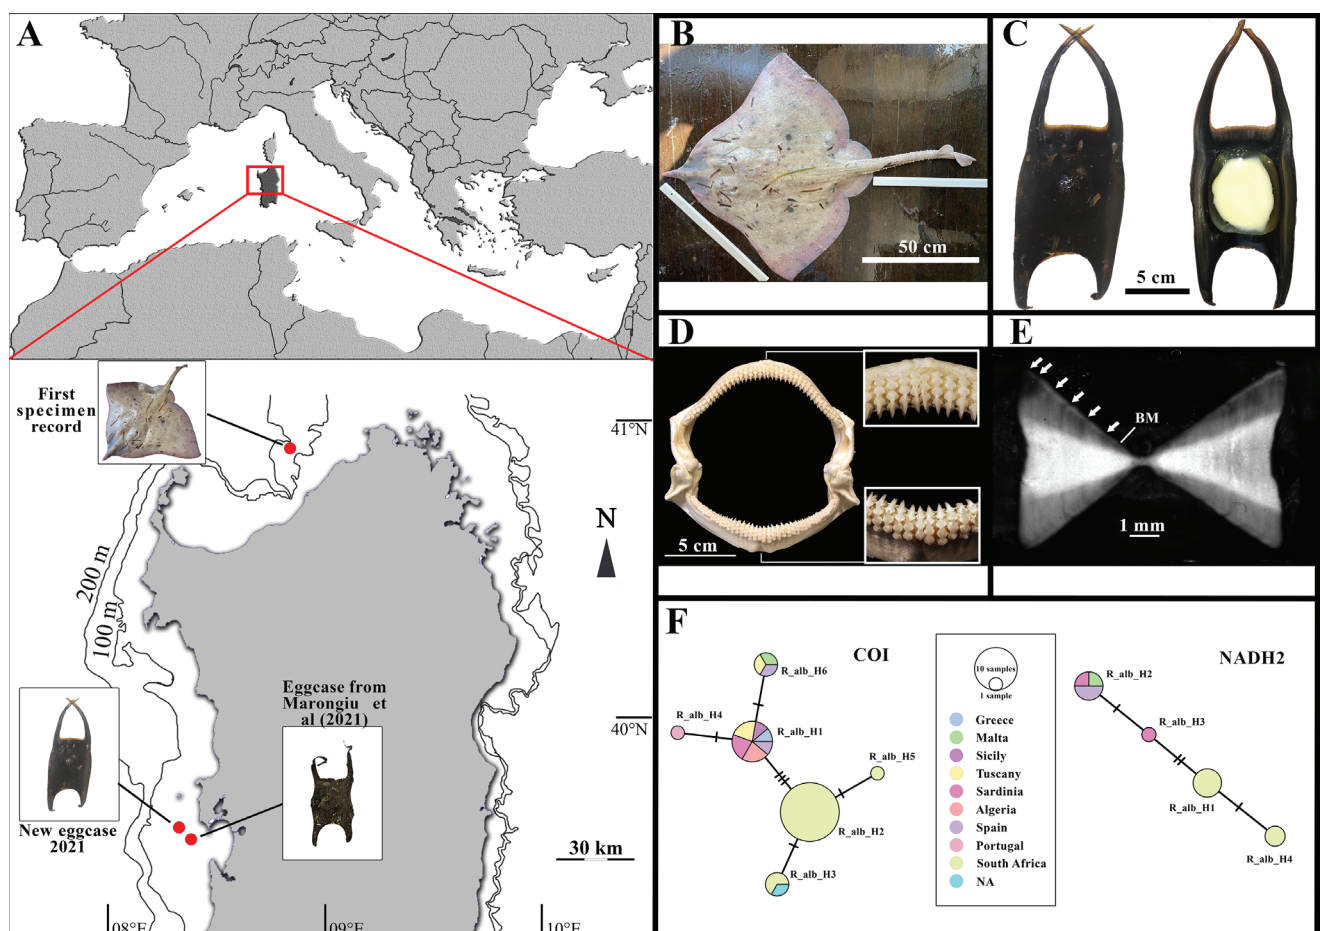 A
First
specimen
record
41°N
N
200 m
100 m
40°N
Eggcase from
Marongiu et
al (2021)
New eggcase
2021
30 km
08°E
09°E
10°E
B
50 cm
C
5 cm
D
5 cm
E
BM
1 mm
F
COI
R_alb_H6
R_alb_H4
R_alb_H1
R_alb_H5
R_alb_H2
R_alb_H3
10 samples
1 sample
Greece
Malta
Sicily
Tuscany
Sardinia
Algeria
Spain
Portugal
South Africa
NA
NADH2
R_alb_H2
R_alb_H3
R_alb_H1
R_alb_H4